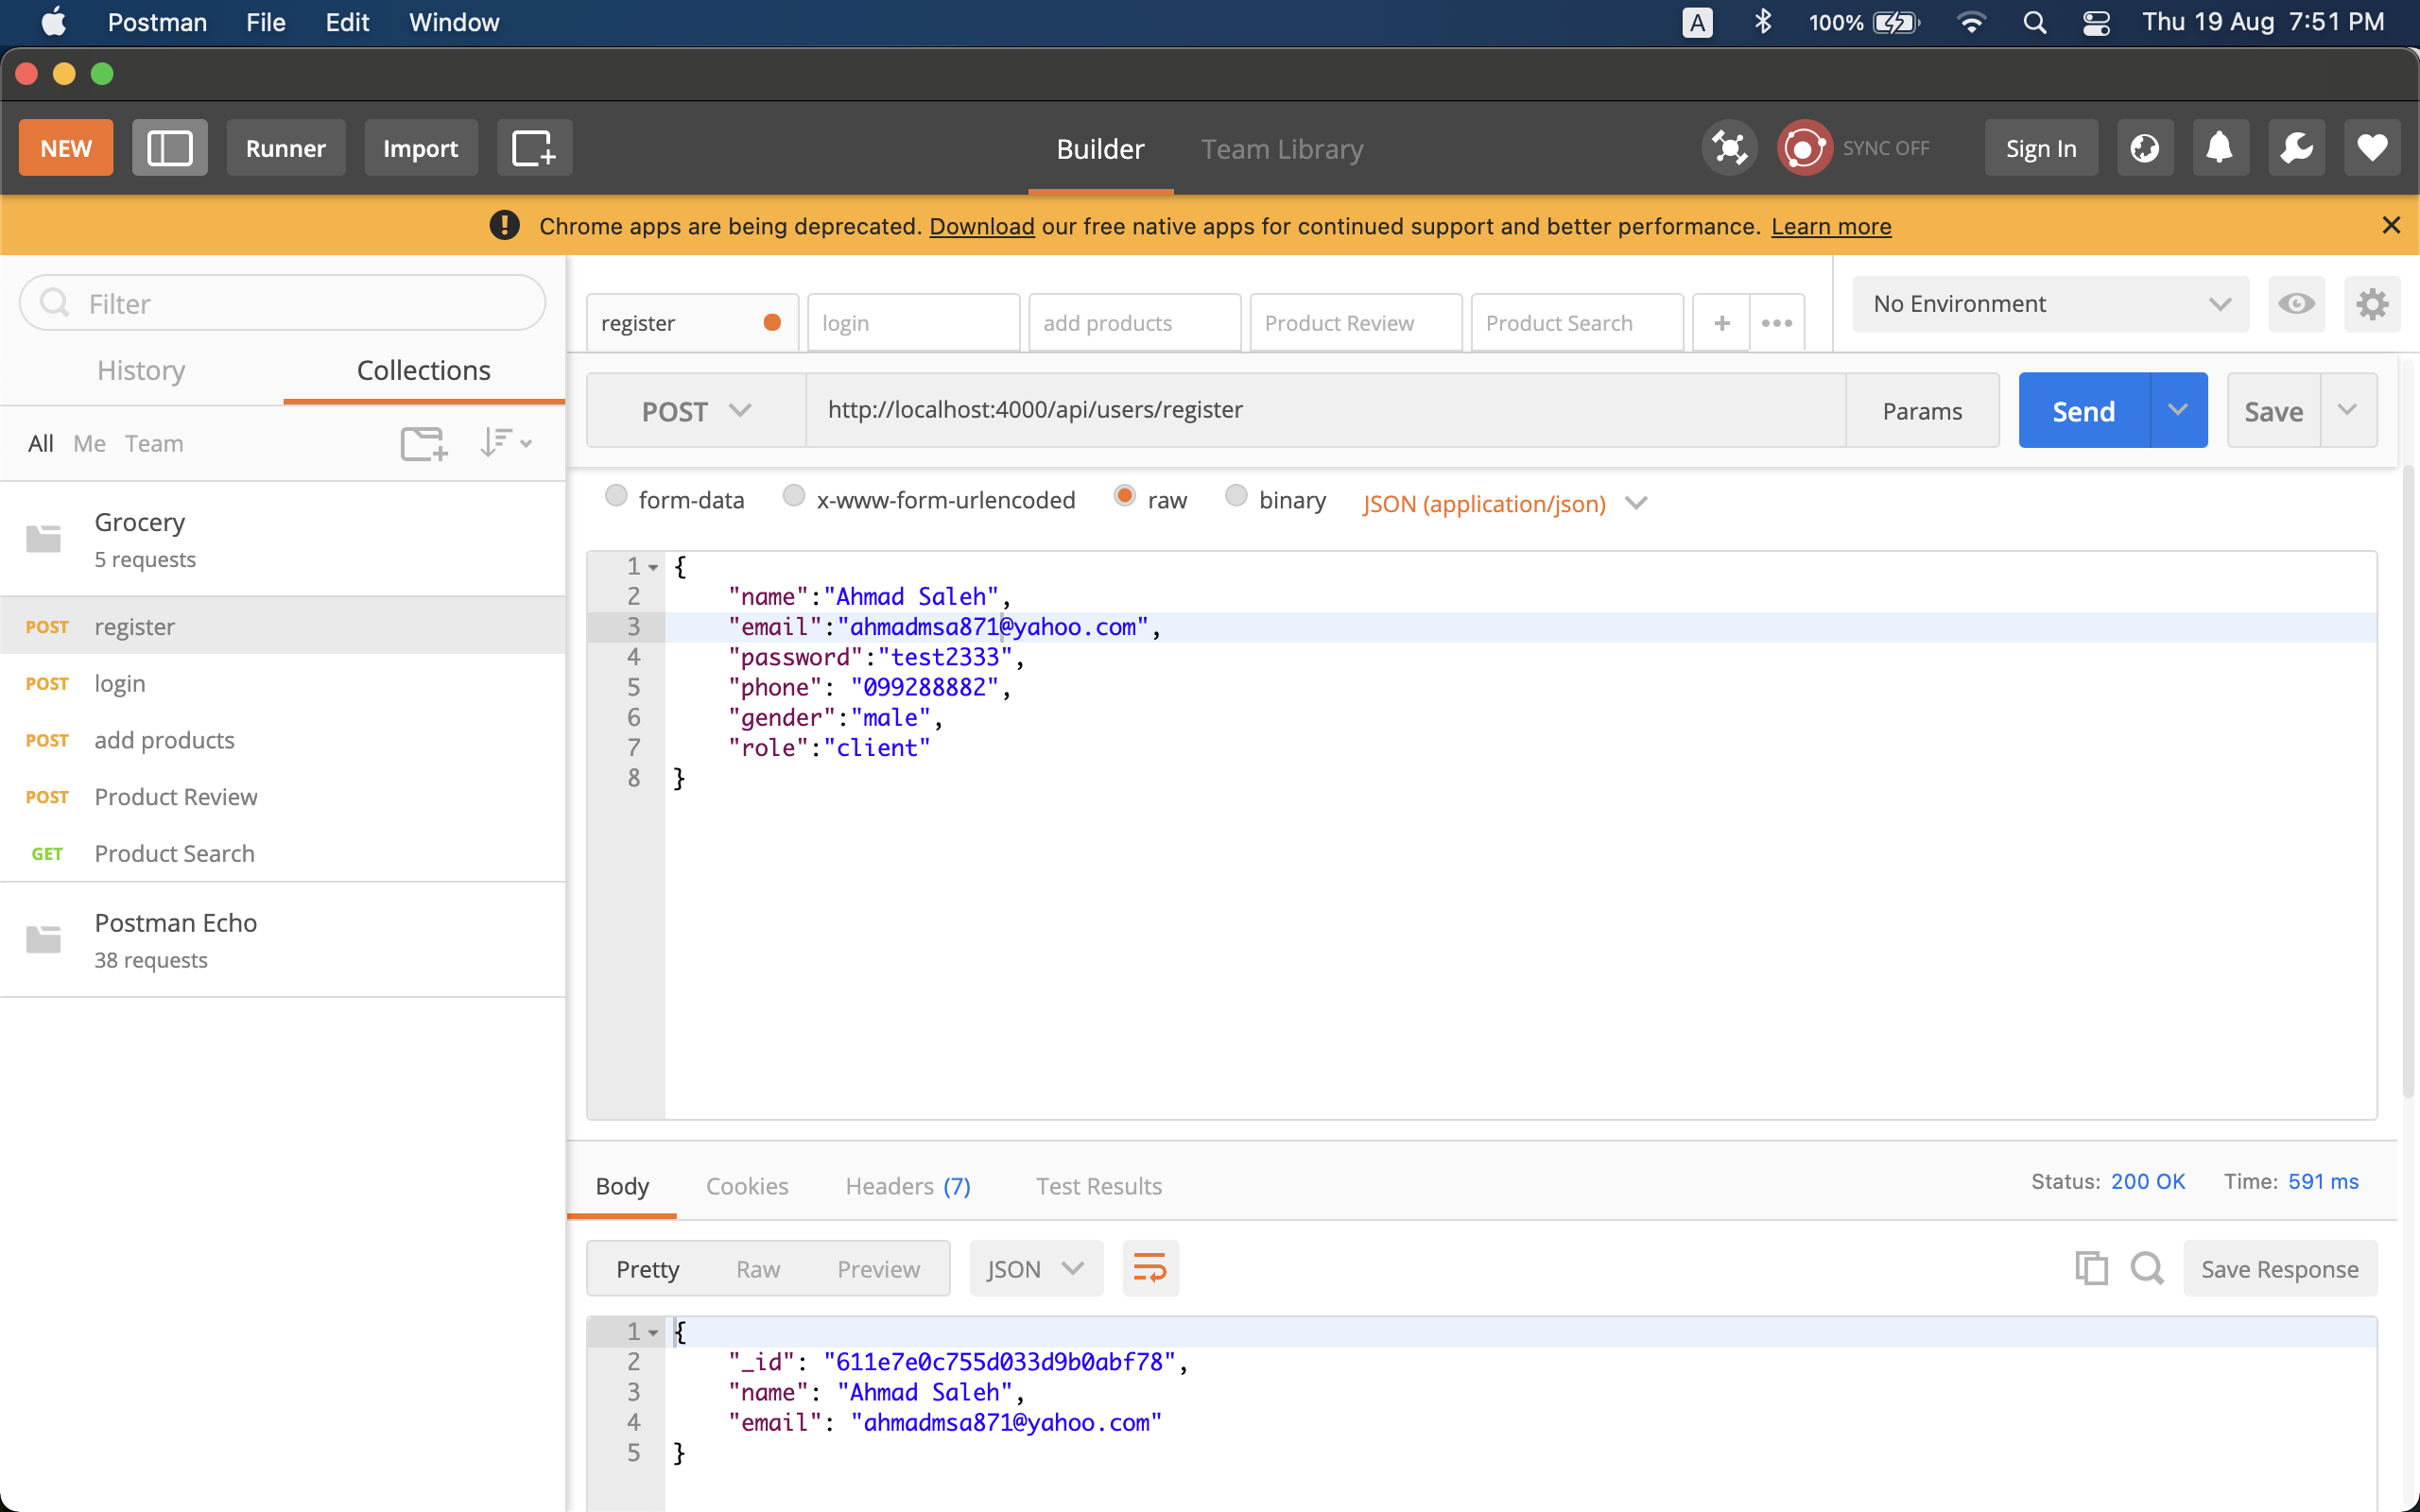 Postman File Edit Window A 100% Thu 19 Aug 7:51 PM
NEW Runner Import Builder Team Library SYNC OFF Sign In
Chrome apps are being deprecated. Download our free native apps for continued support and better performance. Learn more
Filter
History Collections
All Me Team
Grocery
5 requests
POST register
POST login
POST add products
POST Product Review
GET Product Search
Postman Echo
38 requests
register login add products Product Review Product Search + No Environment
POST http://localhost:4000/api/users/register Params Send Save
form-data x-www-form-urlencoded raw binary JSON (application/json)
1 {
2 "name":"Ahmad Saleh",
3 "email":"ahmadmsa871@yahoo.com",
4 "password":"test2333",
5 "phone": "099288882",
6 "gender":"male",
7 "role":"client"
8 }
Body Cookies Headers (7) Test Results Status: 200 OK Time: 591 ms
Pretty Raw Preview JSON Save Response
1 {
2 "_id": "611e7e0c755d033d9b0abf78",
3 "name": "Ahmad Saleh",
4 "email": "ahmadmsa871@yahoo.com"
5 }